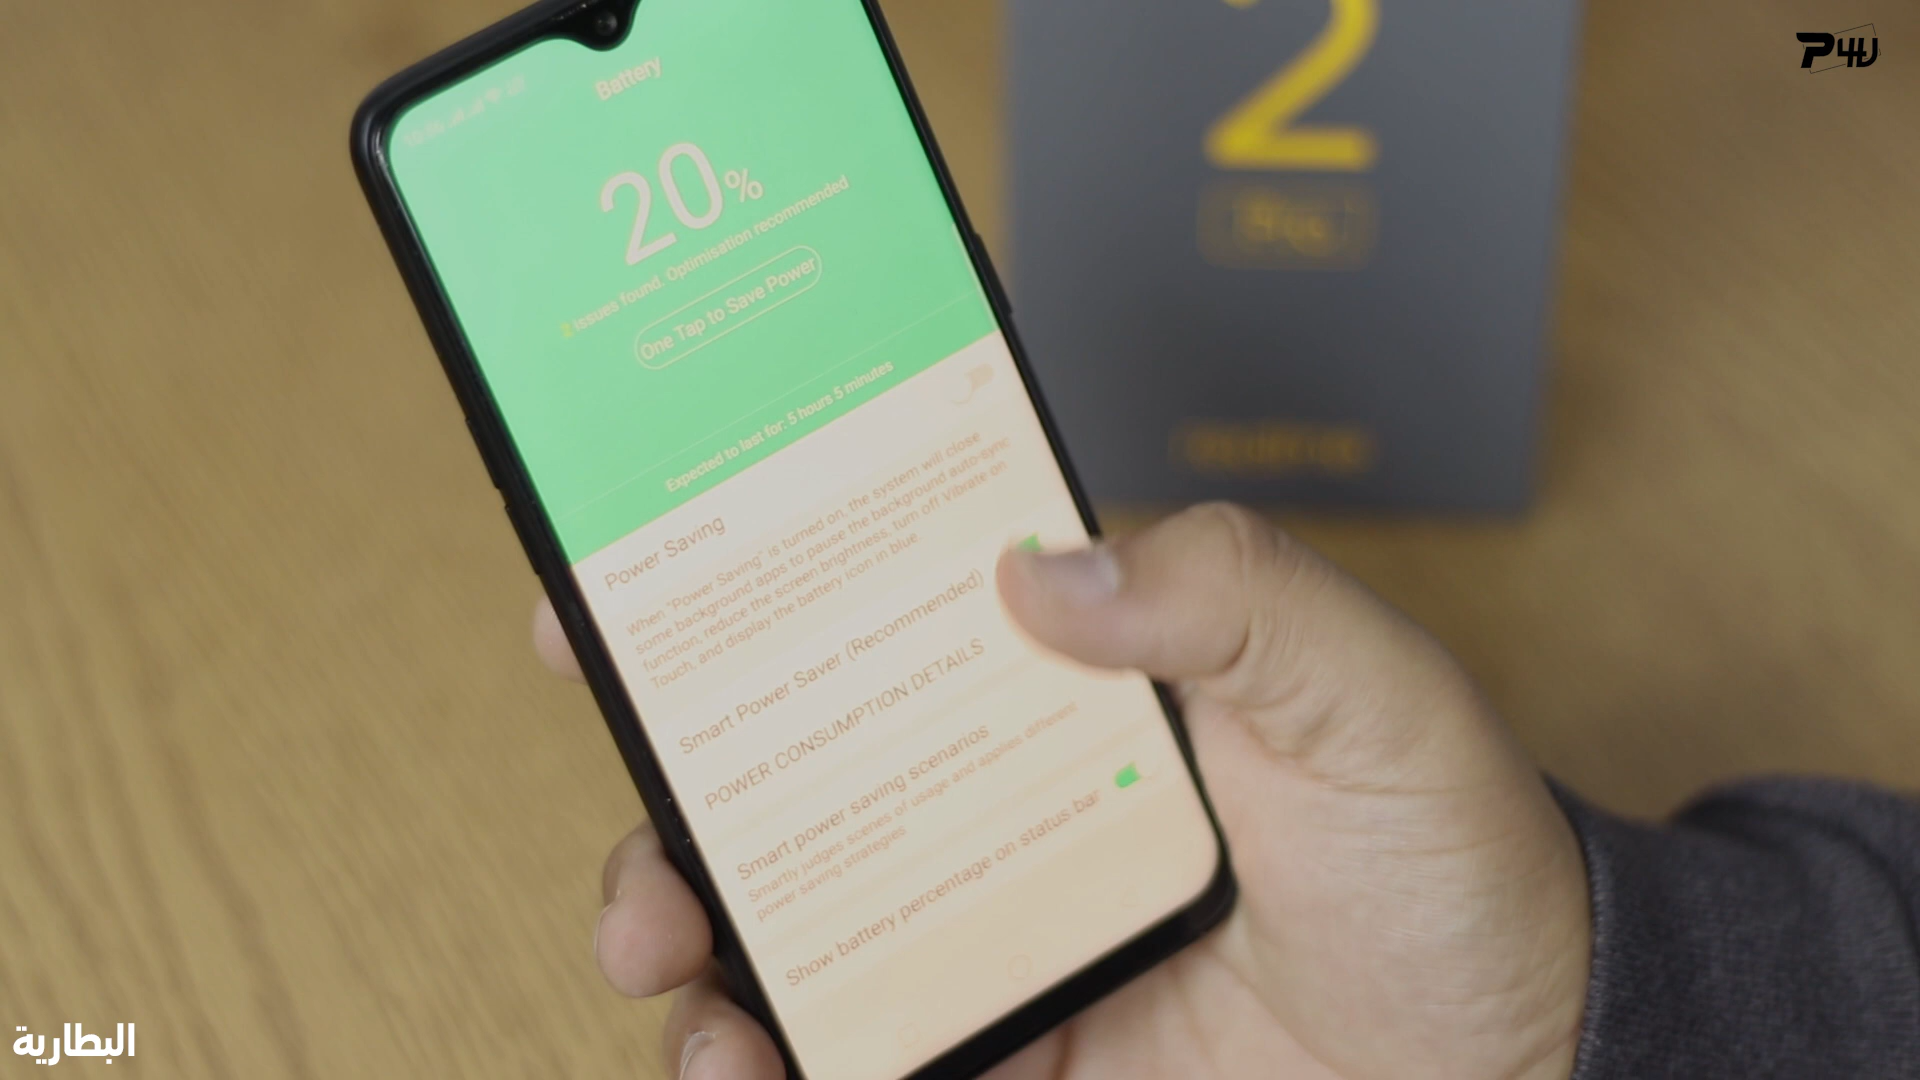 P4U
2
Pro
Battery
20%
2 issues found. Optimisation recommended
One Tap to Save Power
Expected to last for: 5 hours 5 minutes
Power Saving
When "Power Saving" is turned on, the system will close
some background apps to pause the background auto-sync
function, reduce the screen brightness, turn off Vibrate on
Touch, and display the battery icon in blue.
Smart Power Saver (Recommended)
POWER CONSUMPTION DETAILS
Smart power saving scenarios
Smartly judges scenes of usage and applies different
power saving strategies
Show battery percentage on status bar
البطارية